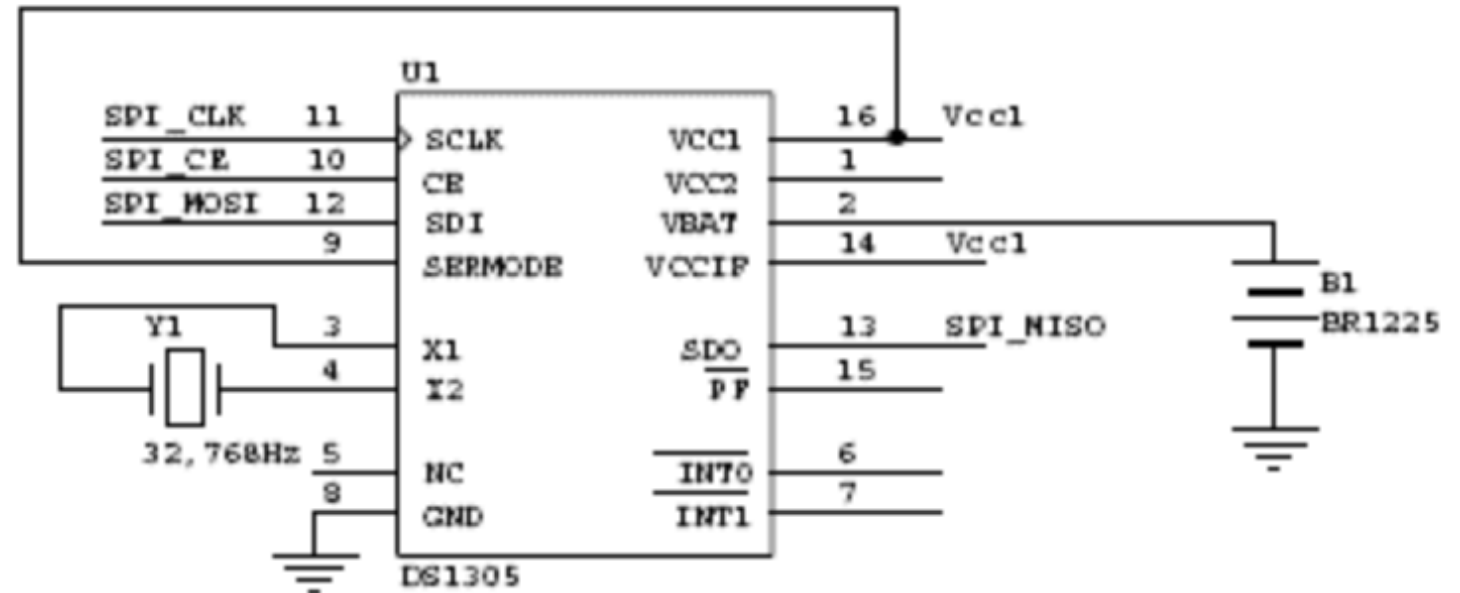 U1
SPI_CLK 11 SCLK VCC1 16 Vcc1
SPI_CE 10 CE VCC2 1
SPI_MOSI 12 SDI VBAT 2
9 SERMODE VCCIF 14 Vcc1
B1
BR1225
Y1 3 X1 SDO 13 SPI_MISO
4 X2 PF 15
32,768Hz 5 NC INT0 6
8 GND INT1 7
DS1305